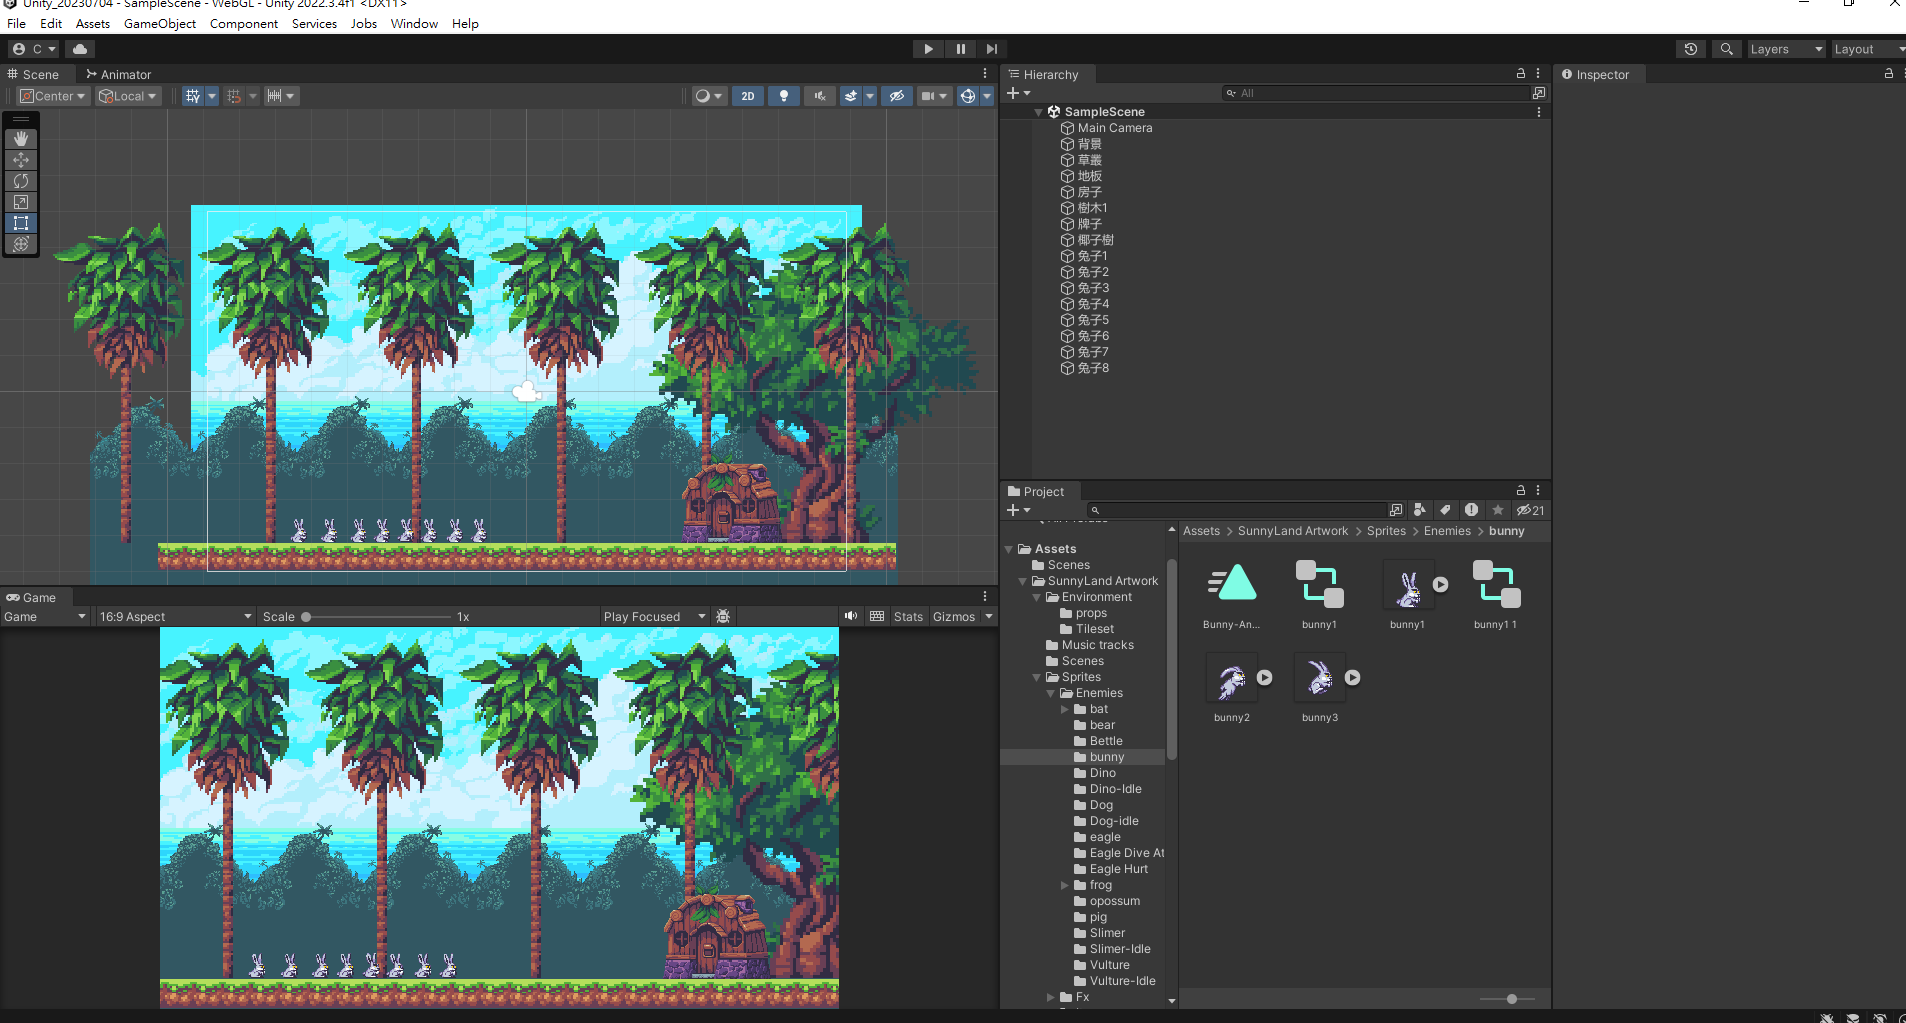 Unity_20230704 - SampleScene - WebGL - Unity 2022.3.4f1 <DX11>
File Edit Assets GameObject Component Services Jobs Window Help
C
Layers
Layout
Scene
Animator
Center
Local
2D
Hierarchy
All
SampleScene
Main Camera
背景
草叢
地板
房子
樹木1
牌子
椰子樹
兔子1
兔子2
兔子3
兔子4
兔子5
兔子6
兔子7
兔子8
Inspector
Game
Game
16:9 Aspect
Scale
1x
Play Focused
Stats
Gizmos
Project
21
Assets
Scenes
SunnyLand Artwork
Environment
props
Tileset
Music tracks
Scenes
Sprites
Enemies
bat
bear
Bettle
bunny
Dino
Dino-Idle
Dog
Dog-idle
eagle
Eagle Dive At
Eagle Hurt
frog
opossum
pig
Slimer
Slimer-Idle
Vulture
Vulture-Idle
Fx
Assets > SunnyLand Artwork > Sprites > Enemies > bunny
Bunny-An...
bunny1
bunny1
bunny1 1
bunny2
bunny3